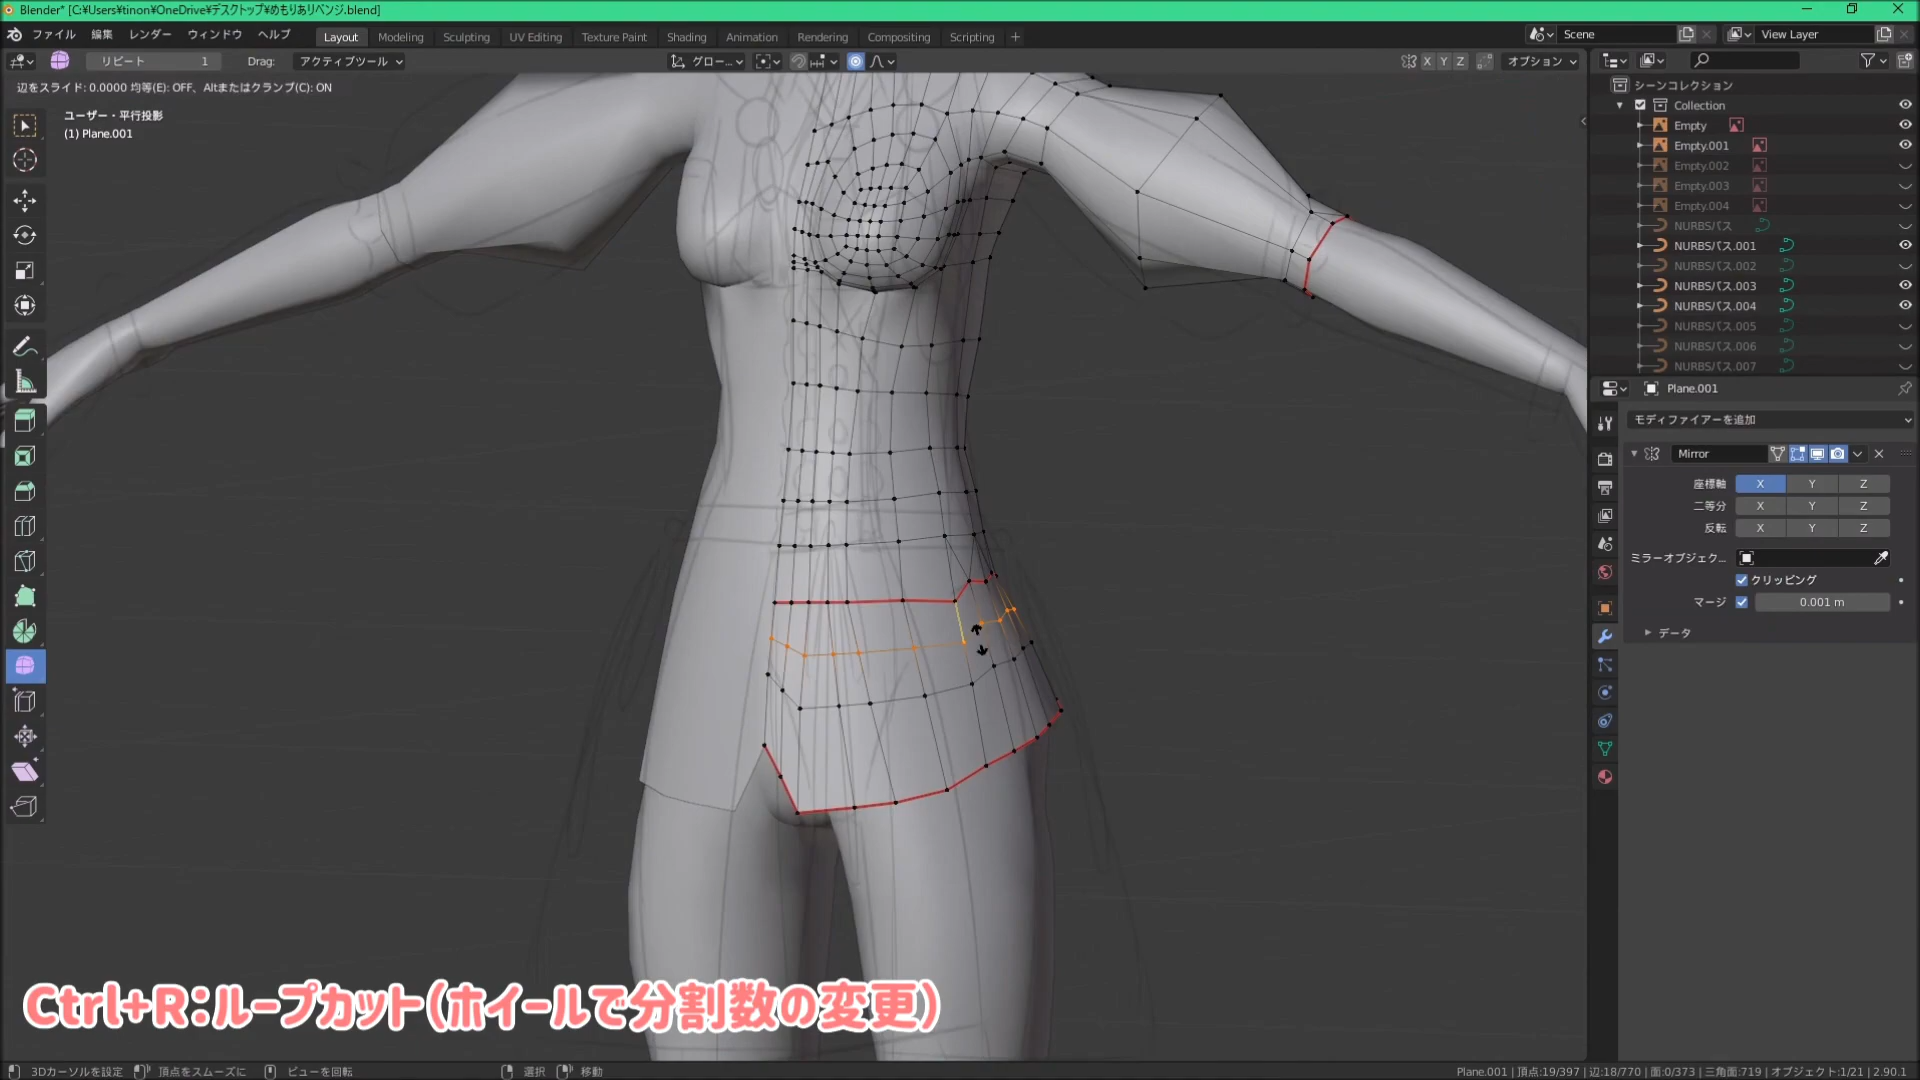 Blender* [C:¥Users¥tinon¥OneDrive¥デスクトップ¥めもりありベンジ.blend]
ファイル 編集 レンダー ウィンドウ ヘルプ Layout Modeling Sculpting UV Editing Texture Paint Shading Animation Rendering Compositing Scripting + Scene View Layer
リピート 1 Drag: アクティブツール グロー... X Y Z オプション
辺をスライド: 0.0000 均等(E): OFF、Altまたはクランプ(C): ON
ユーザー・平行投影
(1) Plane.001
シーンコレクション
Collection
Empty
Empty.001
Empty.002
Empty.003
Empty.004
NURBSパス
NURBSパス.001
NURBSパス.002
NURBSパス.003
NURBSパス.004
NURBSパス.005
NURBSパス.006
NURBSパス.007
Plane.001
モディファイアーを追加
Mirror
座標軸 X Y Z
二等分 X Y Z
反転 X Y Z
ミラーオブジェク...
クリッピング
マージ 0.001 m
データ
Ctrl+R:ループカット(ホイールで分割数の変更)
3Dカーソルを設定 頂点をスムーズに ビューを回転 選択 移動
Plane.001 | 頂点:19/397 | 辺:18/770 | 面:0/373 | 三角面:719 | オブジェクト:1/21 | 2.90.1